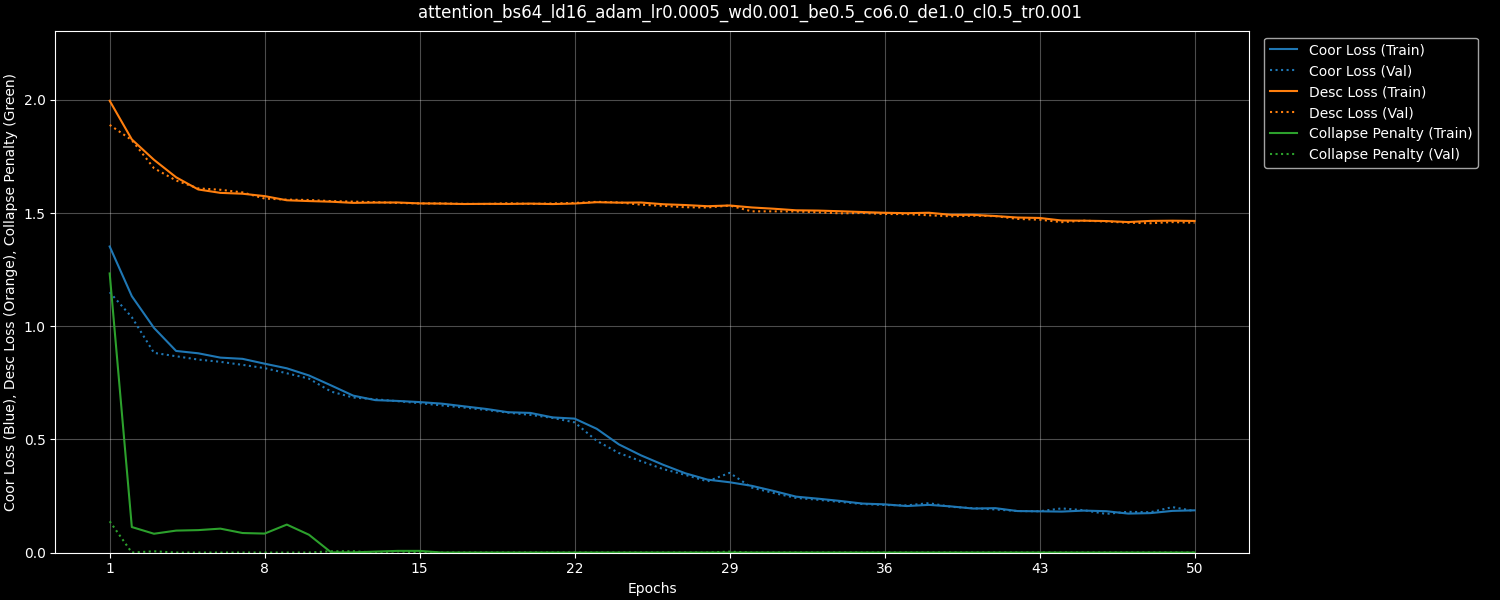 attention_bs64_ld16_adam_lr0.0005_wd0.001_be0.5_co6.0_de1.0_cl0.5_tr0.001
Coor Loss (Blue), Desc Loss (Orange), Collapse Penalty (Green)
2.0
1.5
1.0
0.5
0.0
1 8 15 22 29 36 43 50
Epochs
Coor Loss (Train)
Coor Loss (Val)
Desc Loss (Train)
Desc Loss (Val)
Collapse Penalty (Train)
Collapse Penalty (Val)